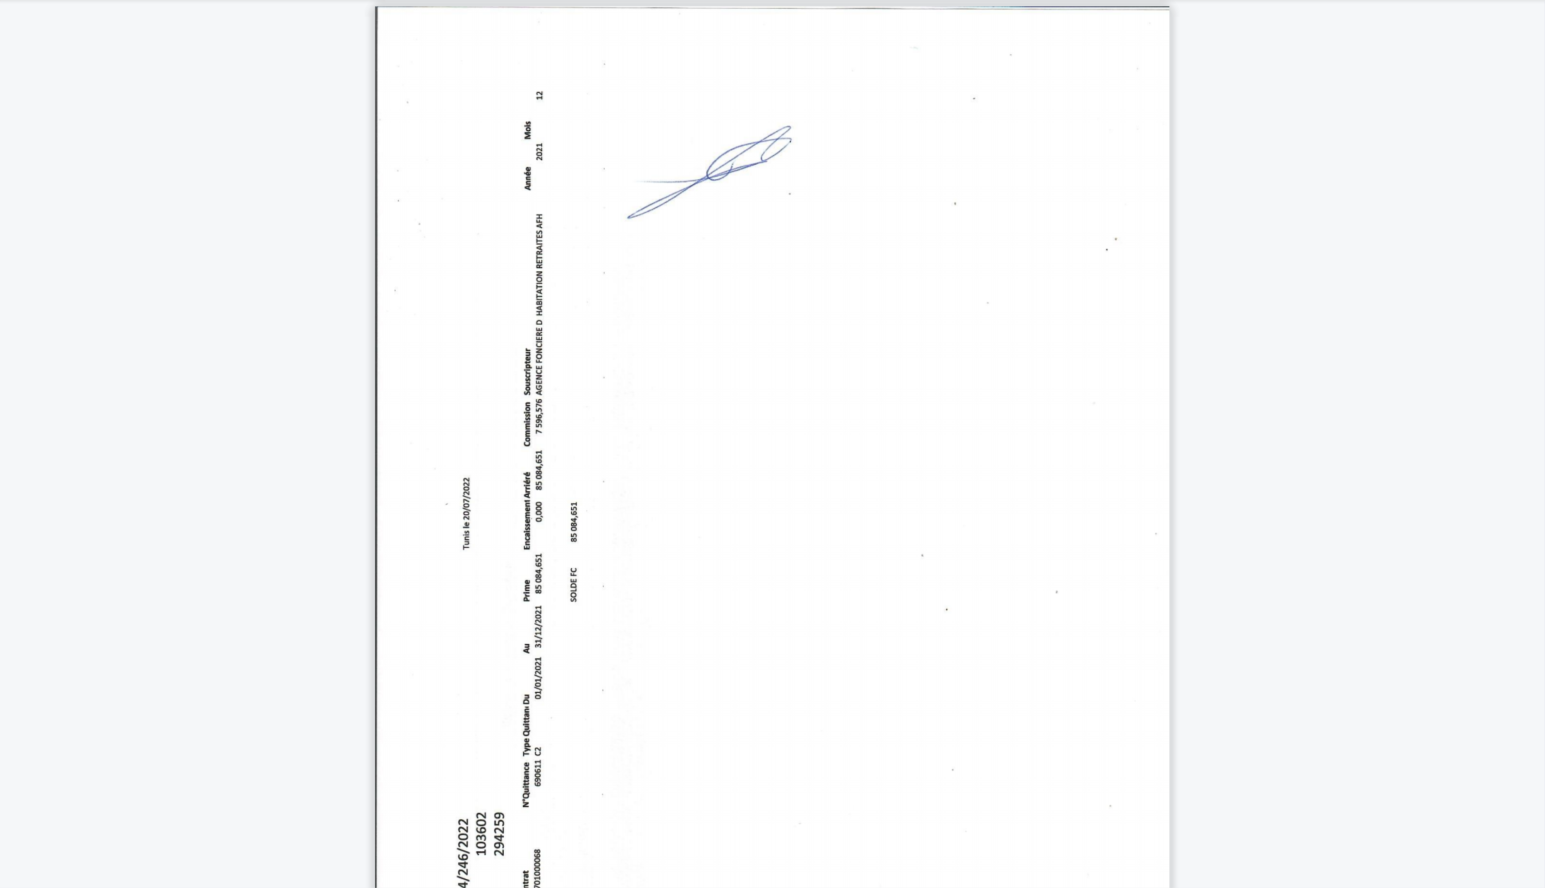 4/246/2022
Tunis le 20/07/2022
103602
294259
ntrat N°Quittance Type Quittan Du Au Prime Encaissement Arriéré Commission Souscripteur Année Mois
701000068 690611 C2 01/01/2021 31/12/2021 85 084,651 0,000 85 084,651 7 596,576 AGENCE FONCIERE D HABITATION RETRAITES AFH 2021 12
SOLDE FC 85 084,651